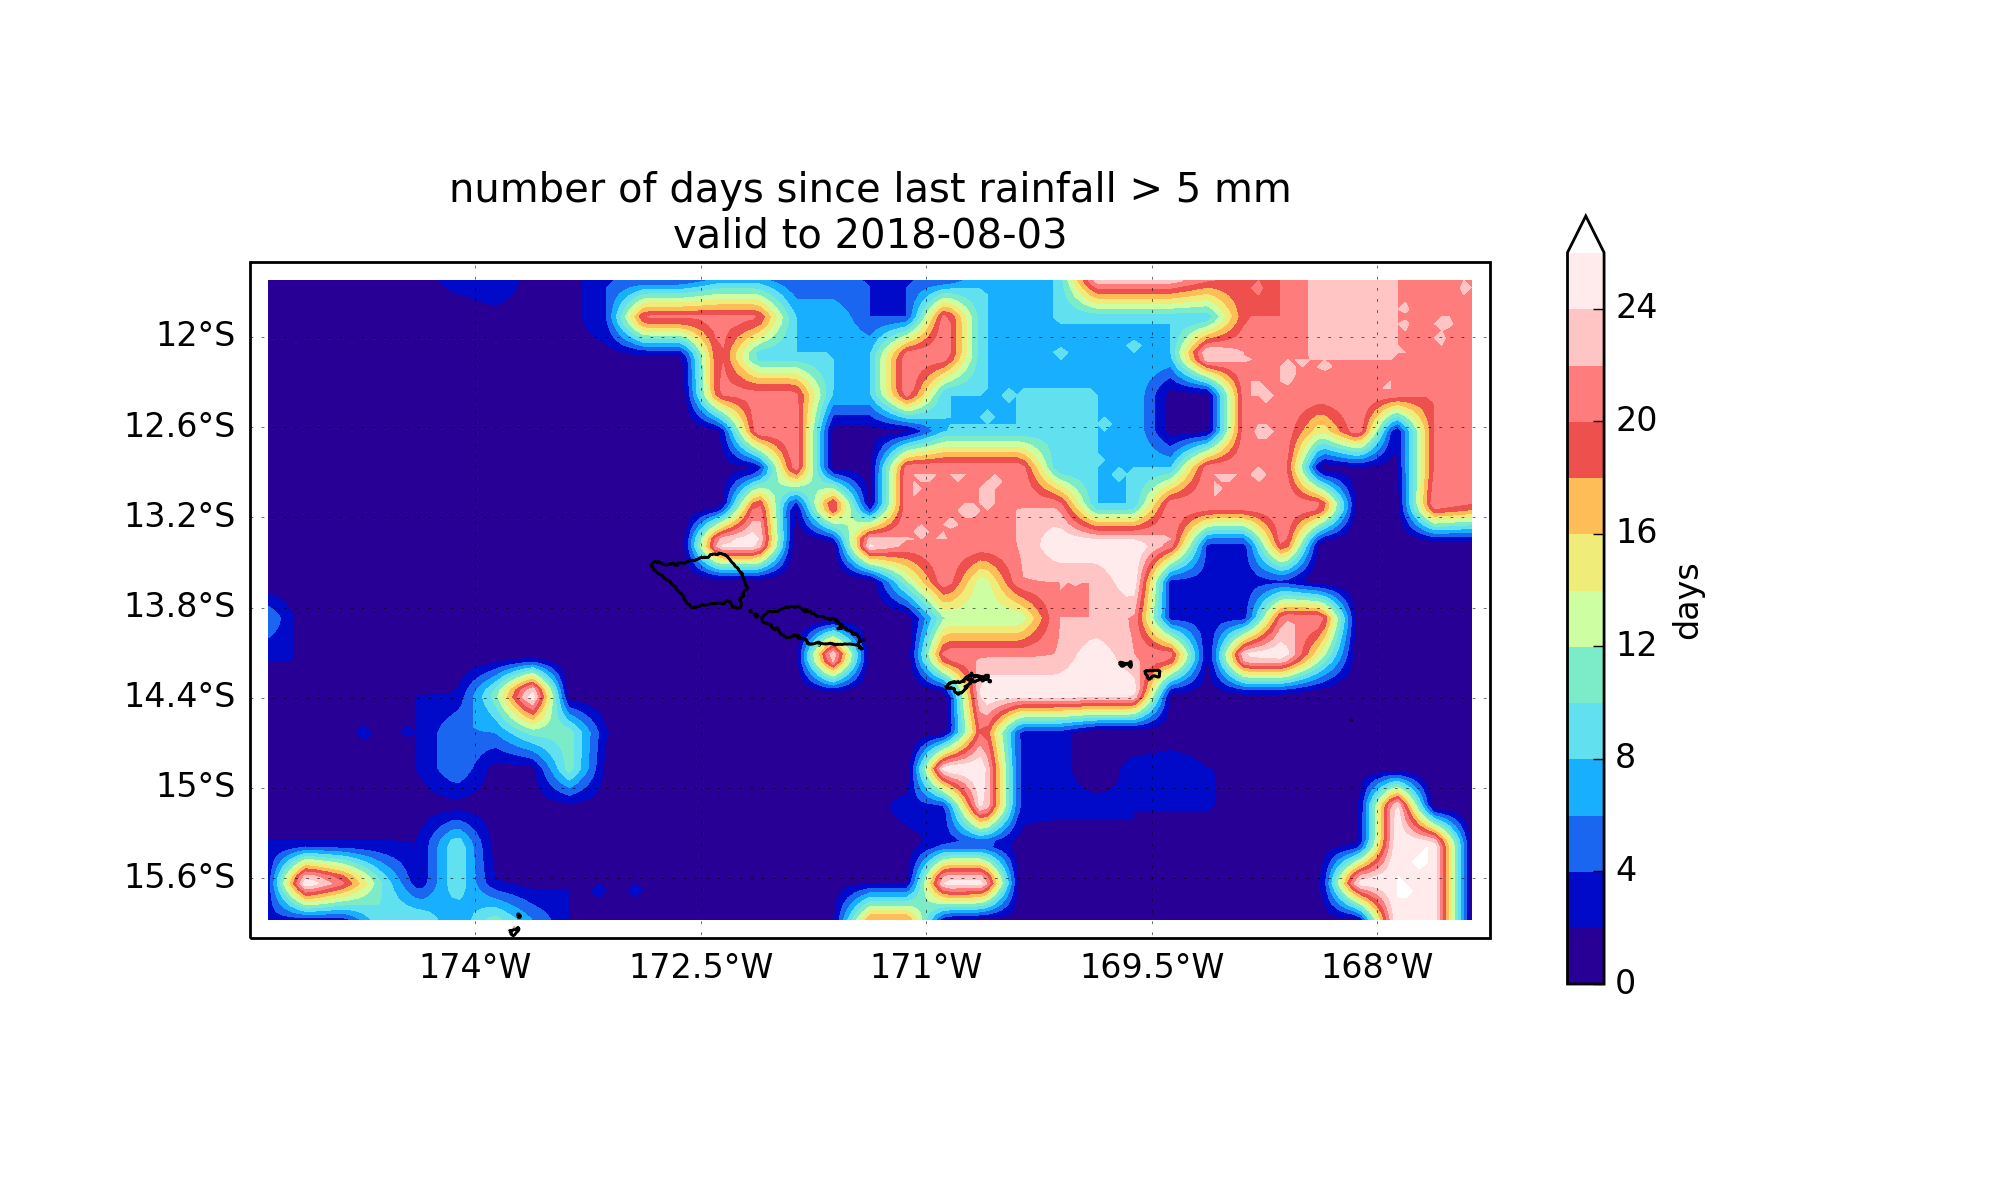 number of days since last rainfall > 5 mm
valid to 2018-08-03
12°S
12.6°S
13.2°S
13.8°S
14.4°S
15°S
15.6°S
174°W
172.5°W
171°W
169.5°W
168°W
24
20
16
12
8
4
0
days